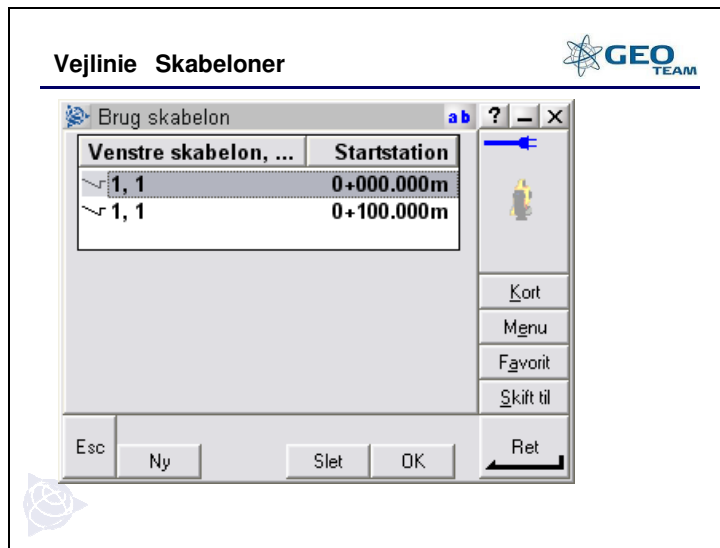 Vejlinie Skabeloner
GEO
TEAM
Brug skabelon
ab
?
Venstre skabelon, ... Startstation
1, 1 0+000.000m
1, 1 0+100.000m
Kort
Menu
Favorit
Skift til
Esc
Ny
Slet
OK
Ret